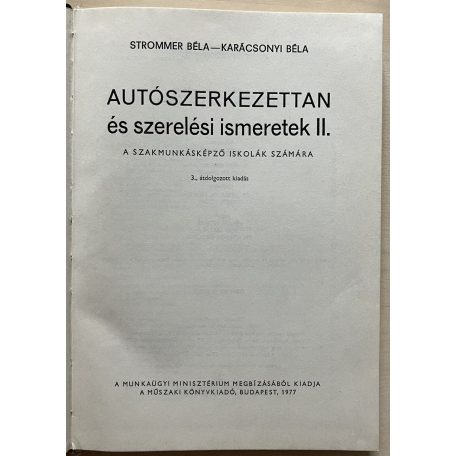 STROMMER BÉLA—KARÁCSONYI BÉLA
AUTÓSZERKEZETTAN
és szerelési ismeretek II.
A SZAKMUNKÁSKÉPZŐ ISKOLÁK SZÁMÁRA
3., átdolgozott kiadás
A MUNKAÜGYI MINISZTÉRIUM MEGBÍZÁSÁBÓL KIADJA
A MŰSZAKI KÖNYVKIADÓ, BUDAPEST, 1977